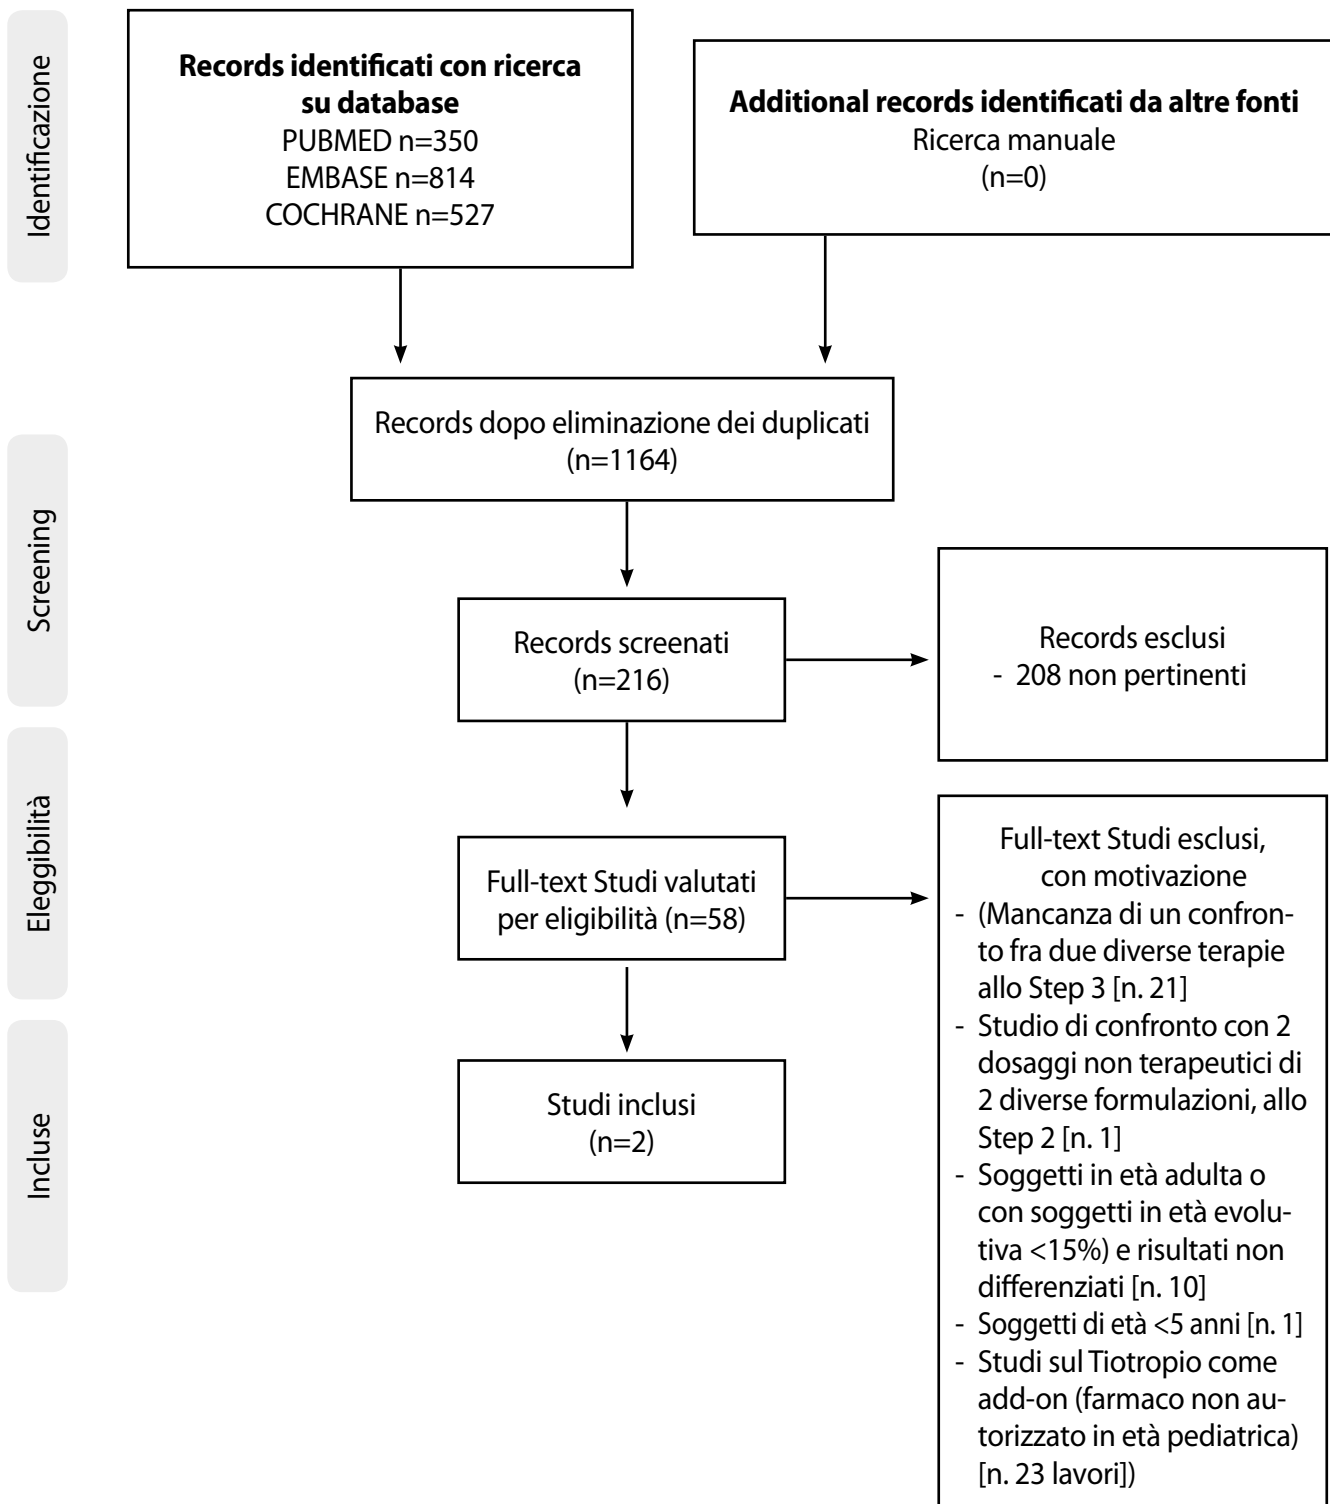 Identificazione
Records identificati con ricerca
su database
PUBMED n=350
EMBASE n=814
COCHRANE n=527
Additional records identificati da altre fonti
Ricerca manuale
(n=0)
Records dopo eliminazione dei duplicati
(n=1164)
Screening
Records screenati
(n=216)
Records esclusi
- 208 non pertinenti
Eleggibilità
Full-text Studi valutati
per eligibilità (n=58)
Full-text Studi esclusi,
con motivazione
- (Mancanza di un confron-
to fra due diverse terapie
allo Step 3 [n. 21]
- Studio di confronto con 2
dosaggi non terapeutici di
2 diverse formulazioni, allo
Step 2 [n. 1]
- Soggetti in età adulta o
con soggetti in età evolu-
tiva <15%) e risultati non
differenziati [n. 10]
- Soggetti di età <5 anni [n. 1]
- Studi sul Tiotropio come
add-on (farmaco non au-
torizzato in età pediatrica)
[n. 23 lavori])
Incluse
Studi inclusi
(n=2)